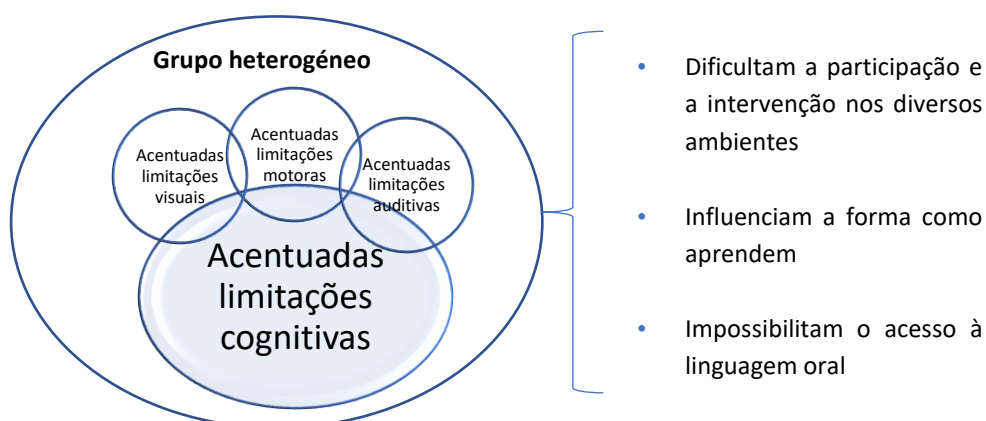 Grupo heterogéneo
Acentuadas
limitações
visuais
Acentuadas
limitações
motoras
Acentuadas
limitações
auditivas
Acentuadas
limitações
cognitivas
• Dificultam a participação e
a intervenção nos diversos
ambientes
• Influenciam a forma como
aprendem
• Impossibilitam o acesso à
linguagem oral